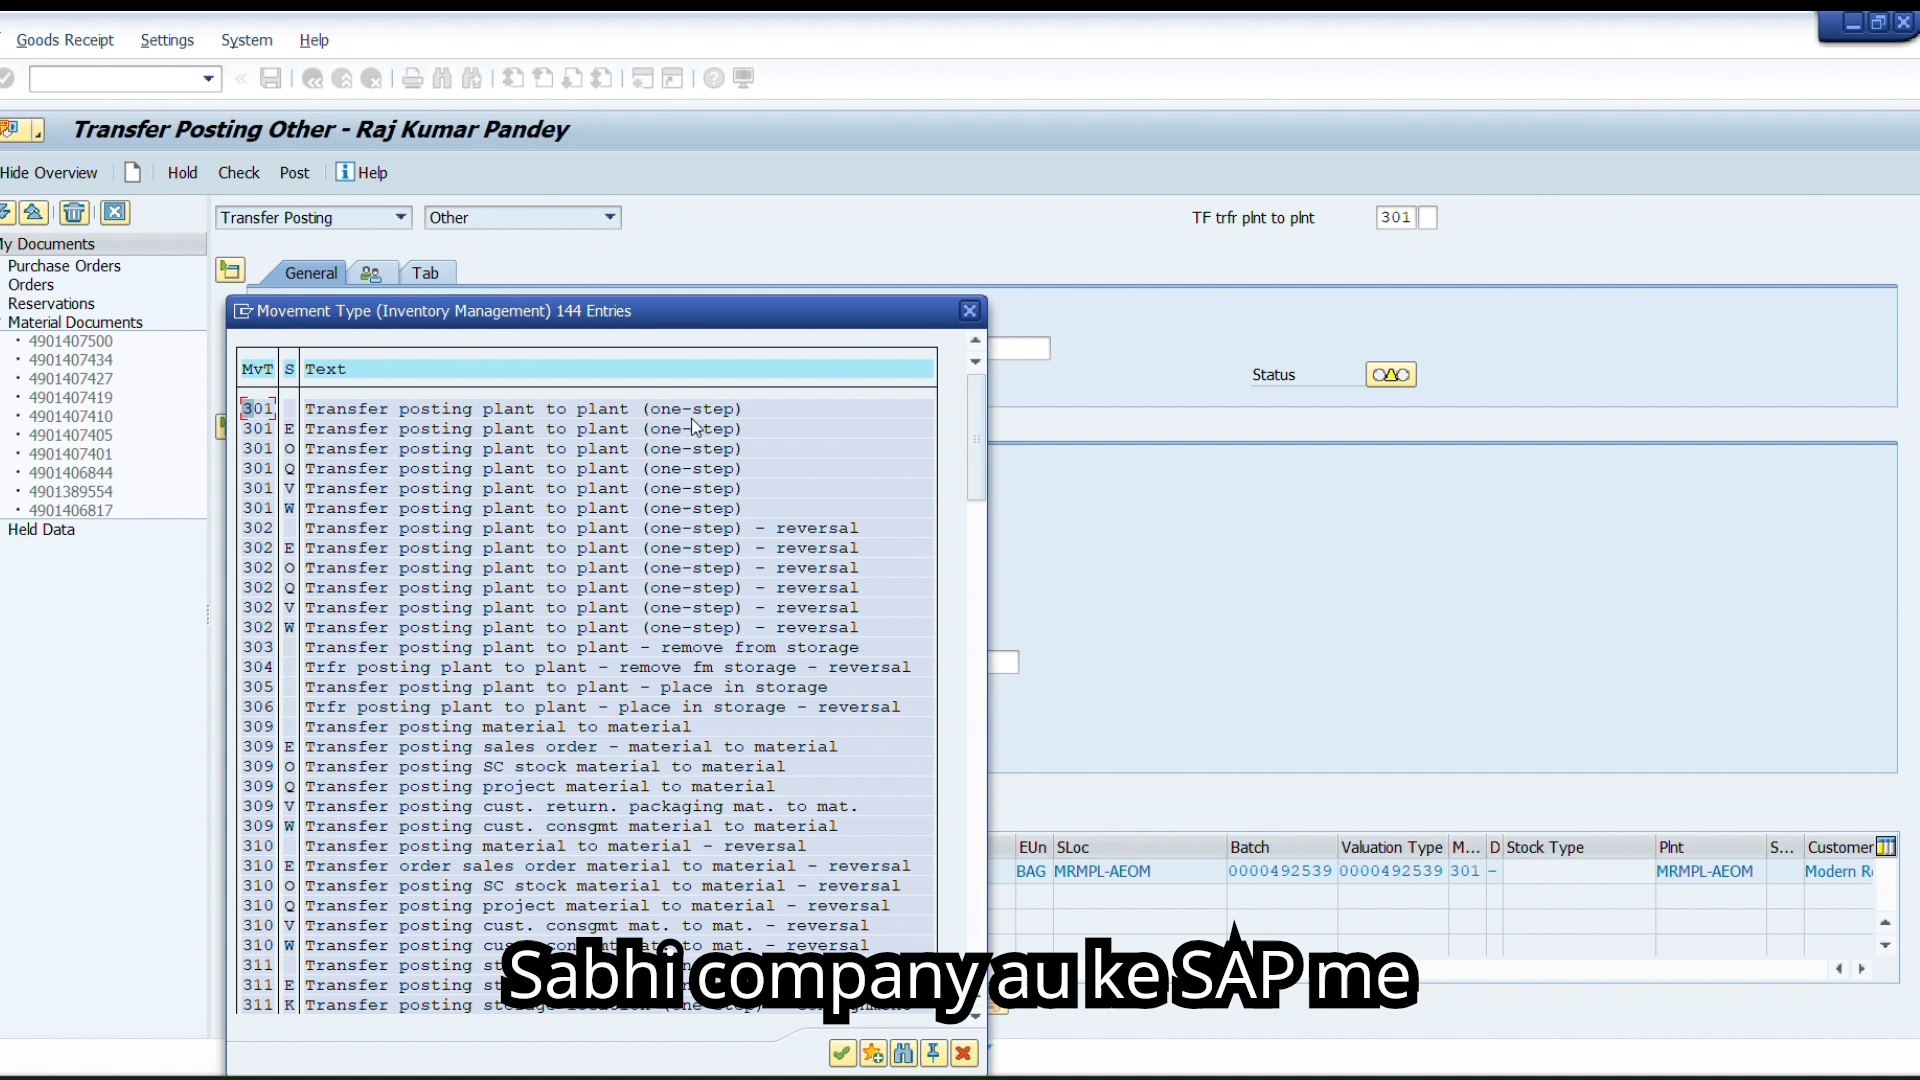 Goods Receipt Settings System Help
Transfer Posting Other - Raj Kumar Pandey
Hide Overview Hold Check Post Help
Transfer Posting Other TF trfr plnt to plnt 301
My Documents
Purchase Orders
Orders
Reservations
Material Documents
4901407500
4901407434
4901407427
4901407419
4901407410
4901407405
4901407401
4901406844
4901389554
4901406817
Held Data
General Tab
Movement Type (Inventory Management) 144 Entries
Status
MvT S Text
301 Transfer posting plant to plant (one-step)
301 E Transfer posting plant to plant (one-step)
301 O Transfer posting plant to plant (one-step)
301 Q Transfer posting plant to plant (one-step)
301 V Transfer posting plant to plant (one-step)
301 W Transfer posting plant to plant (one-step)
302 Transfer posting plant to plant (one-step) - reversal
302 E Transfer posting plant to plant (one-step) - reversal
302 O Transfer posting plant to plant (one-step) - reversal
302 Q Transfer posting plant to plant (one-step) - reversal
302 V Transfer posting plant to plant (one-step) - reversal
302 W Transfer posting plant to plant (one-step) - reversal
303 Transfer posting plant to plant - remove from storage
304 Trfr posting plant to plant - remove fm storage - reversal
305 Transfer posting plant to plant - place in storage
306 Trfr posting plant to plant - place in storage - reversal
309 Transfer posting material to material
309 E Transfer posting sales order - material to material
309 O Transfer posting SC stock material to material
309 Q Transfer posting project material to material
309 V Transfer posting cust. return. packaging mat. to mat.
309 W Transfer posting cust. consgmt material to material
310 Transfer posting material to material - reversal
310 E Transfer order sales order material to material - reversal
310 O Transfer posting SC stock material to material - reversal
310 Q Transfer posting project material to material - reversal
310 V Transfer posting cust. consgmt mat. to mat. - reversal
310 W Transfer posting to mat. - reversal
311 Transfer posting
311 E Transfer posting
311 K Transfer posting
EUn SLoc Batch Valuation Type M... D Stock Type Plnt S... Customer
BAG MRMPL-AEOM 0000492539 0000492539 301 - MRMPL-AEOM Modern
Sabhi company au ke SAP me